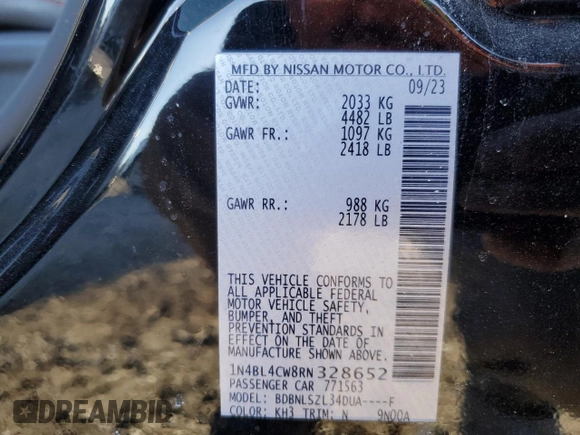 MFD BY NISSAN MOTOR CO., LTD.
DATE: 09/23
GVWR: 2033 KG
4482 LB
GAWR FR.: 1097 KG
2418 LB
GAWR RR.: 988 KG
2178 LB
THIS VEHICLE CONFORMS TO
ALL APPLICABLE FEDERAL
MOTOR VEHICLE SAFETY,
BUMPER, AND THEFT
PREVENTION STANDARDS IN
EFFECT ON THE DATE OF
MANUFACTURE SHOWN ABOVE.
1N4BL4CW8RN328652
PASSENGER CAR 771563
MODEL: BDBNLSZL34DUA----F
COLOR: KH3 TRIM: N 9N00A
AUTOBIDCAR